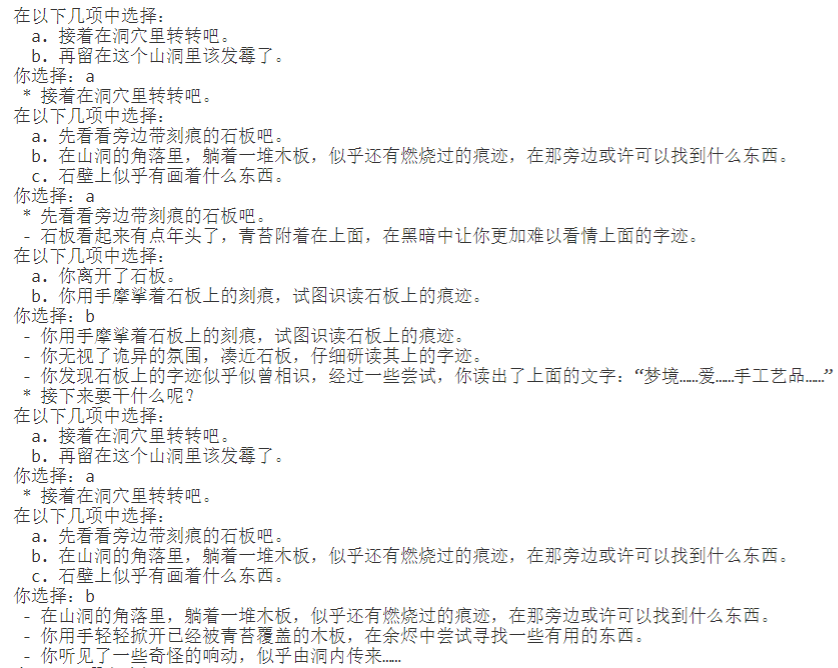 在以下几项中选择：
a. 接着在洞穴里转转吧。
b. 再留在这个山洞里该发霉了。
你选择：a
* 接着在洞穴里转转吧。
在以下几项中选择：
a. 先看看旁边带刻痕的石板吧。
b. 在山洞的角落里，躺着一堆木板，似乎还有燃烧过的痕迹，在那旁边或许可以找到什么东西。
c. 石壁上似乎有画着什么东西。
你选择：a
* 先看看旁边带刻痕的石板吧。
- 石板看起来有点年头了，青苔附着在上面，在黑暗中让你更加难以看情上面的字迹。
在以下几项中选择：
a. 你离开了石板。
b. 你用手摩挲着石板上的刻痕，试图识读石板上的痕迹。
你选择：b
- 你用手摩挲着石板上的刻痕，试图识读石板上的痕迹。
- 你无视了诡异的氛围，凑近石板，仔细研读其上的字迹。
- 你发现石板上的字迹似乎似曾相识，经过一些尝试，你读出了上面的文字：“梦境……爱……手工艺品……”
* 接下来要干什么呢？
在以下几项中选择：
a. 接着在洞穴里转转吧。
b. 再留在这个山洞里该发霉了。
你选择：a
* 接着在洞穴里转转吧。
在以下几项中选择：
a. 先看看旁边带刻痕的石板吧。
b. 在山洞的角落里，躺着一堆木板，似乎还有燃烧过的痕迹，在那旁边或许可以找到什么东西。
c. 石壁上似乎有画着什么东西。
你选择：b
- 在山洞的角落里，躺着一堆木板，似乎还有燃烧过的痕迹，在那旁边或许可以找到什么东西。
- 你用手轻轻掀开已经被青苔覆盖的木板，在余烬中尝试寻找一些有用的东西。
- 你听见了一些奇怪的响动，似乎由洞内传来……